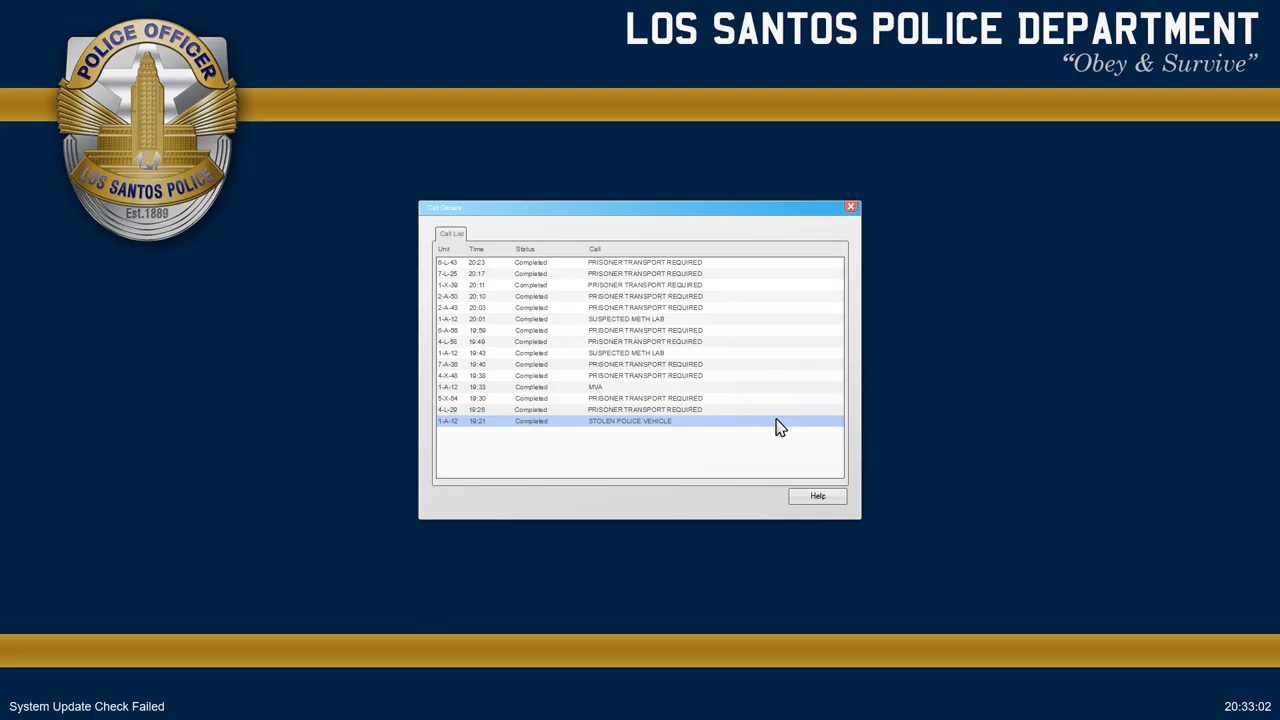 LOS SANTOS POLICE DEPARTMENT
“Obey & Survive”
POLICE OFFICER
LOS SANTOS POLICE
Est.1889
Call Details
Call List
Unit Time Status Call
6-L-43 20:23 Completed PRISONER TRANSPORT REQUIRED
7-L-25 20:17 Completed PRISONER TRANSPORT REQUIRED
1-X-39 20:11 Completed PRISONER TRANSPORT REQUIRED
2-A-50 20:10 Completed PRISONER TRANSPORT REQUIRED
2-A-43 20:03 Completed PRISONER TRANSPORT REQUIRED
1-A-12 20:01 Completed SUSPECTED METH LAB
6-A-56 19:59 Completed PRISONER TRANSPORT REQUIRED
4-L-58 19:49 Completed PRISONER TRANSPORT REQUIRED
1-A-12 19:43 Completed SUSPECTED METH LAB
7-A-36 19:40 Completed PRISONER TRANSPORT REQUIRED
4-X-48 19:38 Completed PRISONER TRANSPORT REQUIRED
1-A-12 19:33 Completed MVA
5-X-54 19:30 Completed PRISONER TRANSPORT REQUIRED
4-L-29 19:26 Completed PRISONER TRANSPORT REQUIRED
1-A-12 19:21 Completed STOLEN POLICE VEHICLE
Help
System Update Check Failed
20:33:02